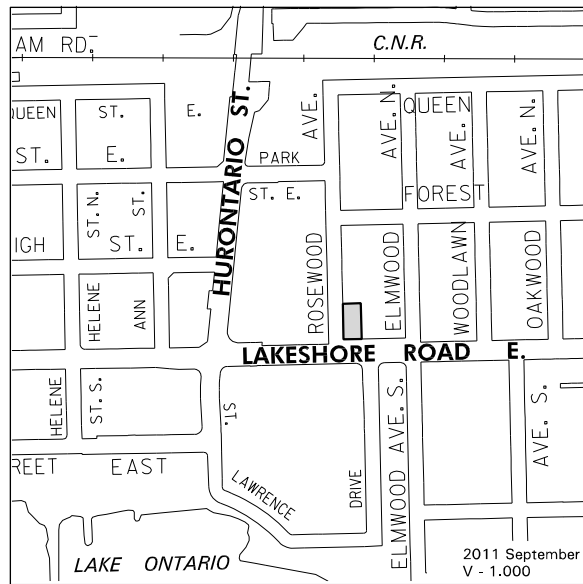 AM RD.
C.N.R.
QUEEN ST. E.
QUEEN
ST. E.
PARK
ST. E.
FOREST
IGH ST. E.
HURONTARIO ST.
ST. N.
ST.
HELENE
ANN
ROSEWOOD
AVE.
ELMWOOD
AVE. N.
WOODLAWN
AVE.
OAKWOOD
AVE. N.
LAKESHORE ROAD E.
HELENE
ST. S.
ST.
REET EAST
LAWRENCE
DRIVE
ELMWOOD AVE. S.
AVE. S.
LAKE ONTARIO
2011 September
V - 1.000